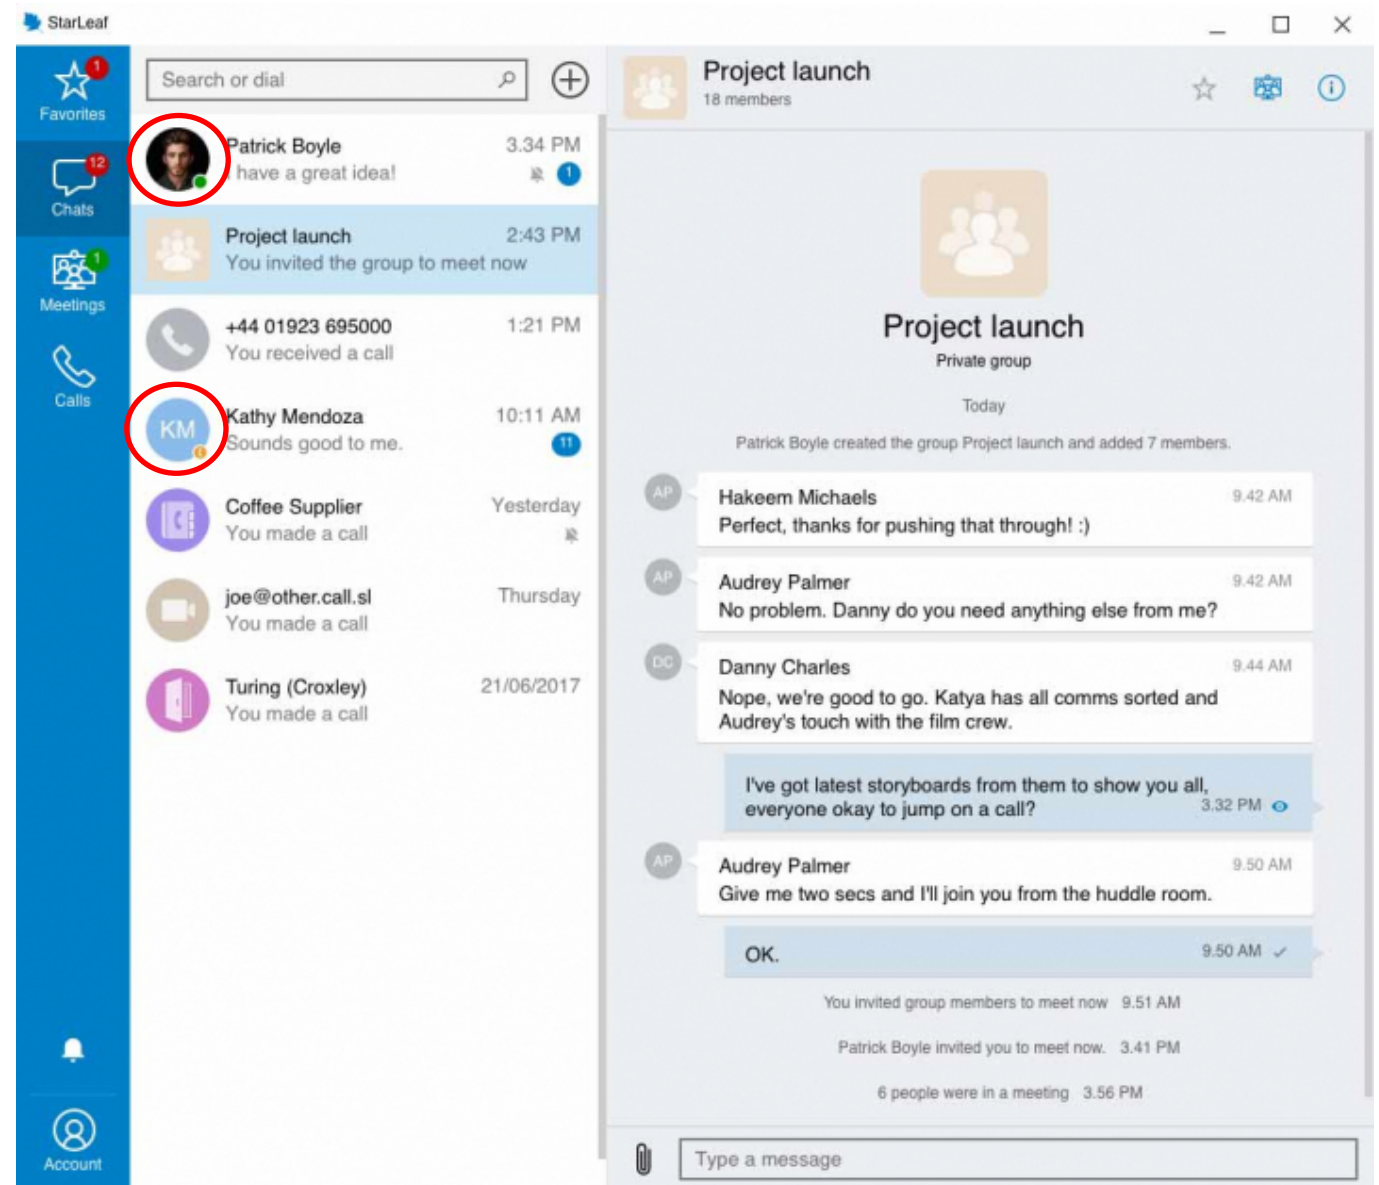 StarLeaf
1
Favorites
12
Chats
1
Meetings
Calls
Account
Search or dial
Patrick Boyle 3.34 PM
have a great idea! 1
Project launch 2:43 PM
You invited the group to meet now
+44 01923 695000 1:21 PM
You received a call
KM
Kathy Mendoza 10:11 AM
Sounds good to me. 11
Coffee Supplier Yesterday
You made a call
joe@other.call.sl Thursday
You made a call
Turing (Croxley) 21/06/2017
You made a call
Project launch
18 members
Project launch
Private group
Today
Patrick Boyle created the group Project launch and added 7 members.
AP
Hakeem Michaels 9.42 AM
Perfect, thanks for pushing that through! :)
AP
Audrey Palmer 9.42 AM
No problem. Danny do you need anything else from me?
DC
Danny Charles 9.44 AM
Nope, we're good to go. Katya has all comms sorted and
Audrey's touch with the film crew.
I've got latest storyboards from them to show you all,
everyone okay to jump on a call? 3.32 PM
AP
Audrey Palmer 9.50 AM
Give me two secs and I'll join you from the huddle room.
OK. 9.50 AM
You invited group members to meet now 9.51 AM
Patrick Boyle invited you to meet now. 3.41 PM
6 people were in a meeting 3.56 PM
Type a message